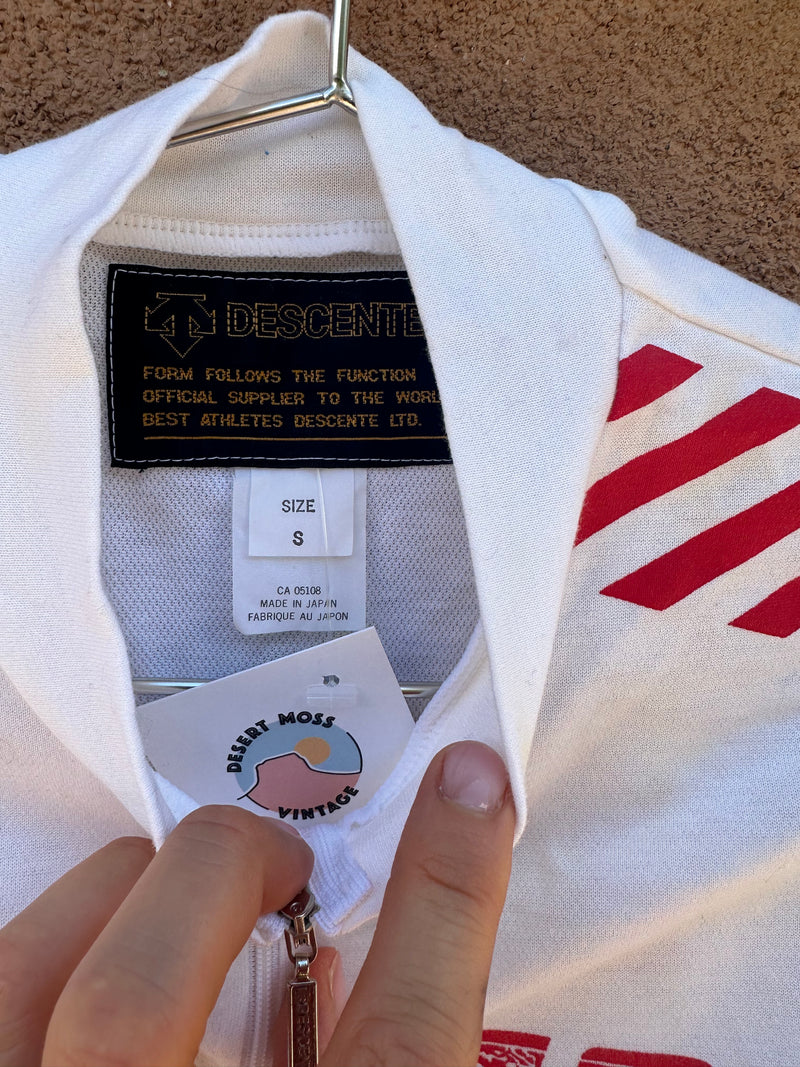 DESCENTE
FORM FOLLOWS THE FUNCTION
OFFICIAL SUPPLIER TO THE WORL
BEST ATHLETES DESCENTE LTD.
SIZE
S
CA 05108
MADE IN JAPAN
FABRIQUE AU JAPON
DESERT MOSS
VINTAGE